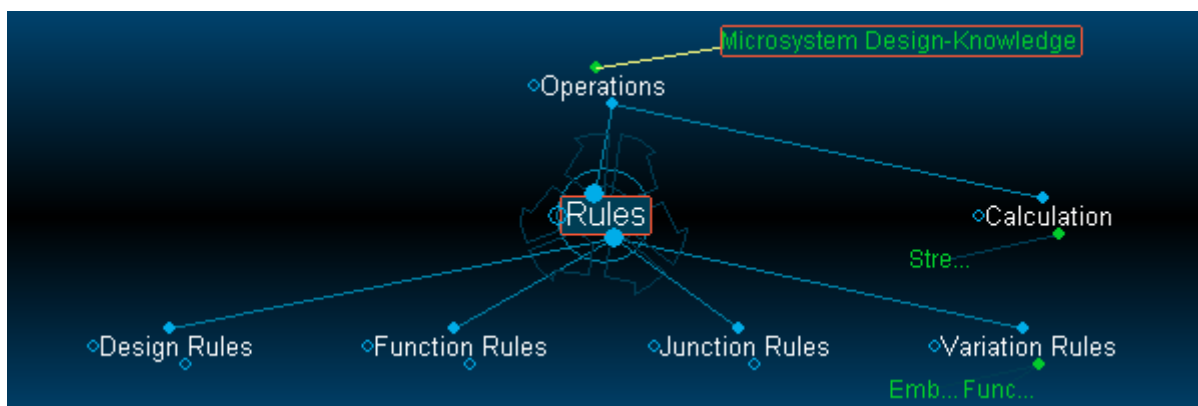 Microsystem Design-Knowledge
Operations
Rules
Calculation
Stre...
Design Rules
Function Rules
Junction Rules
Variation Rules
Emb... Func...